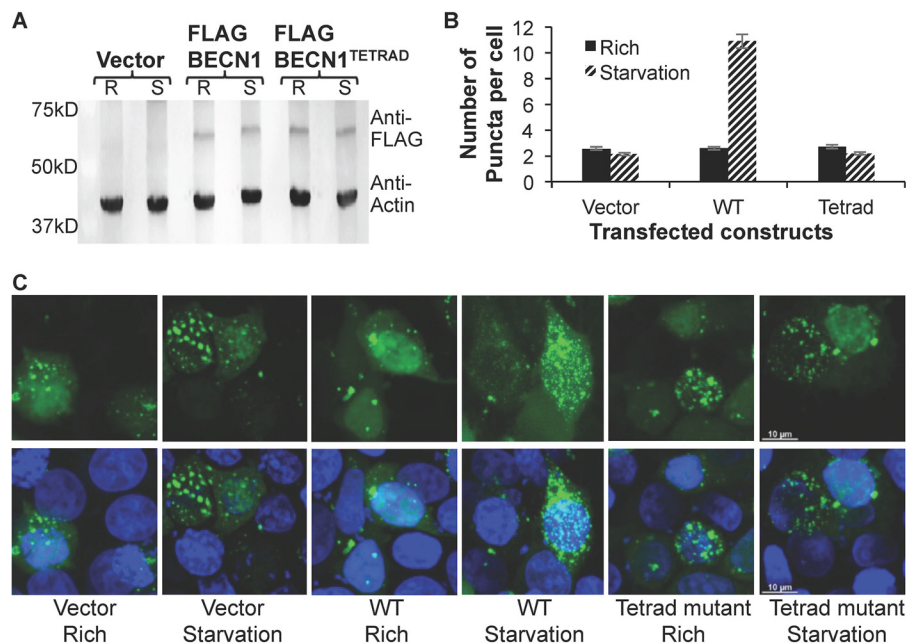 A
Vector
FLAG
BECN1
FLAG
BECN1TETRAD
R S R S R S
75kD
Anti-
FLAG
50kD
Anti-
Actin
37kD
B
Number of
Puncta per cell
12
10
8
6
4
2
0
Rich
Starvation
Vector WT Tetrad
Transfected constructs
C
10 µm
10 µm
Vector
Rich
Vector
Starvation
WT
Rich
WT
Starvation
Tetrad mutant
Rich
Tetrad mutant
Starvation